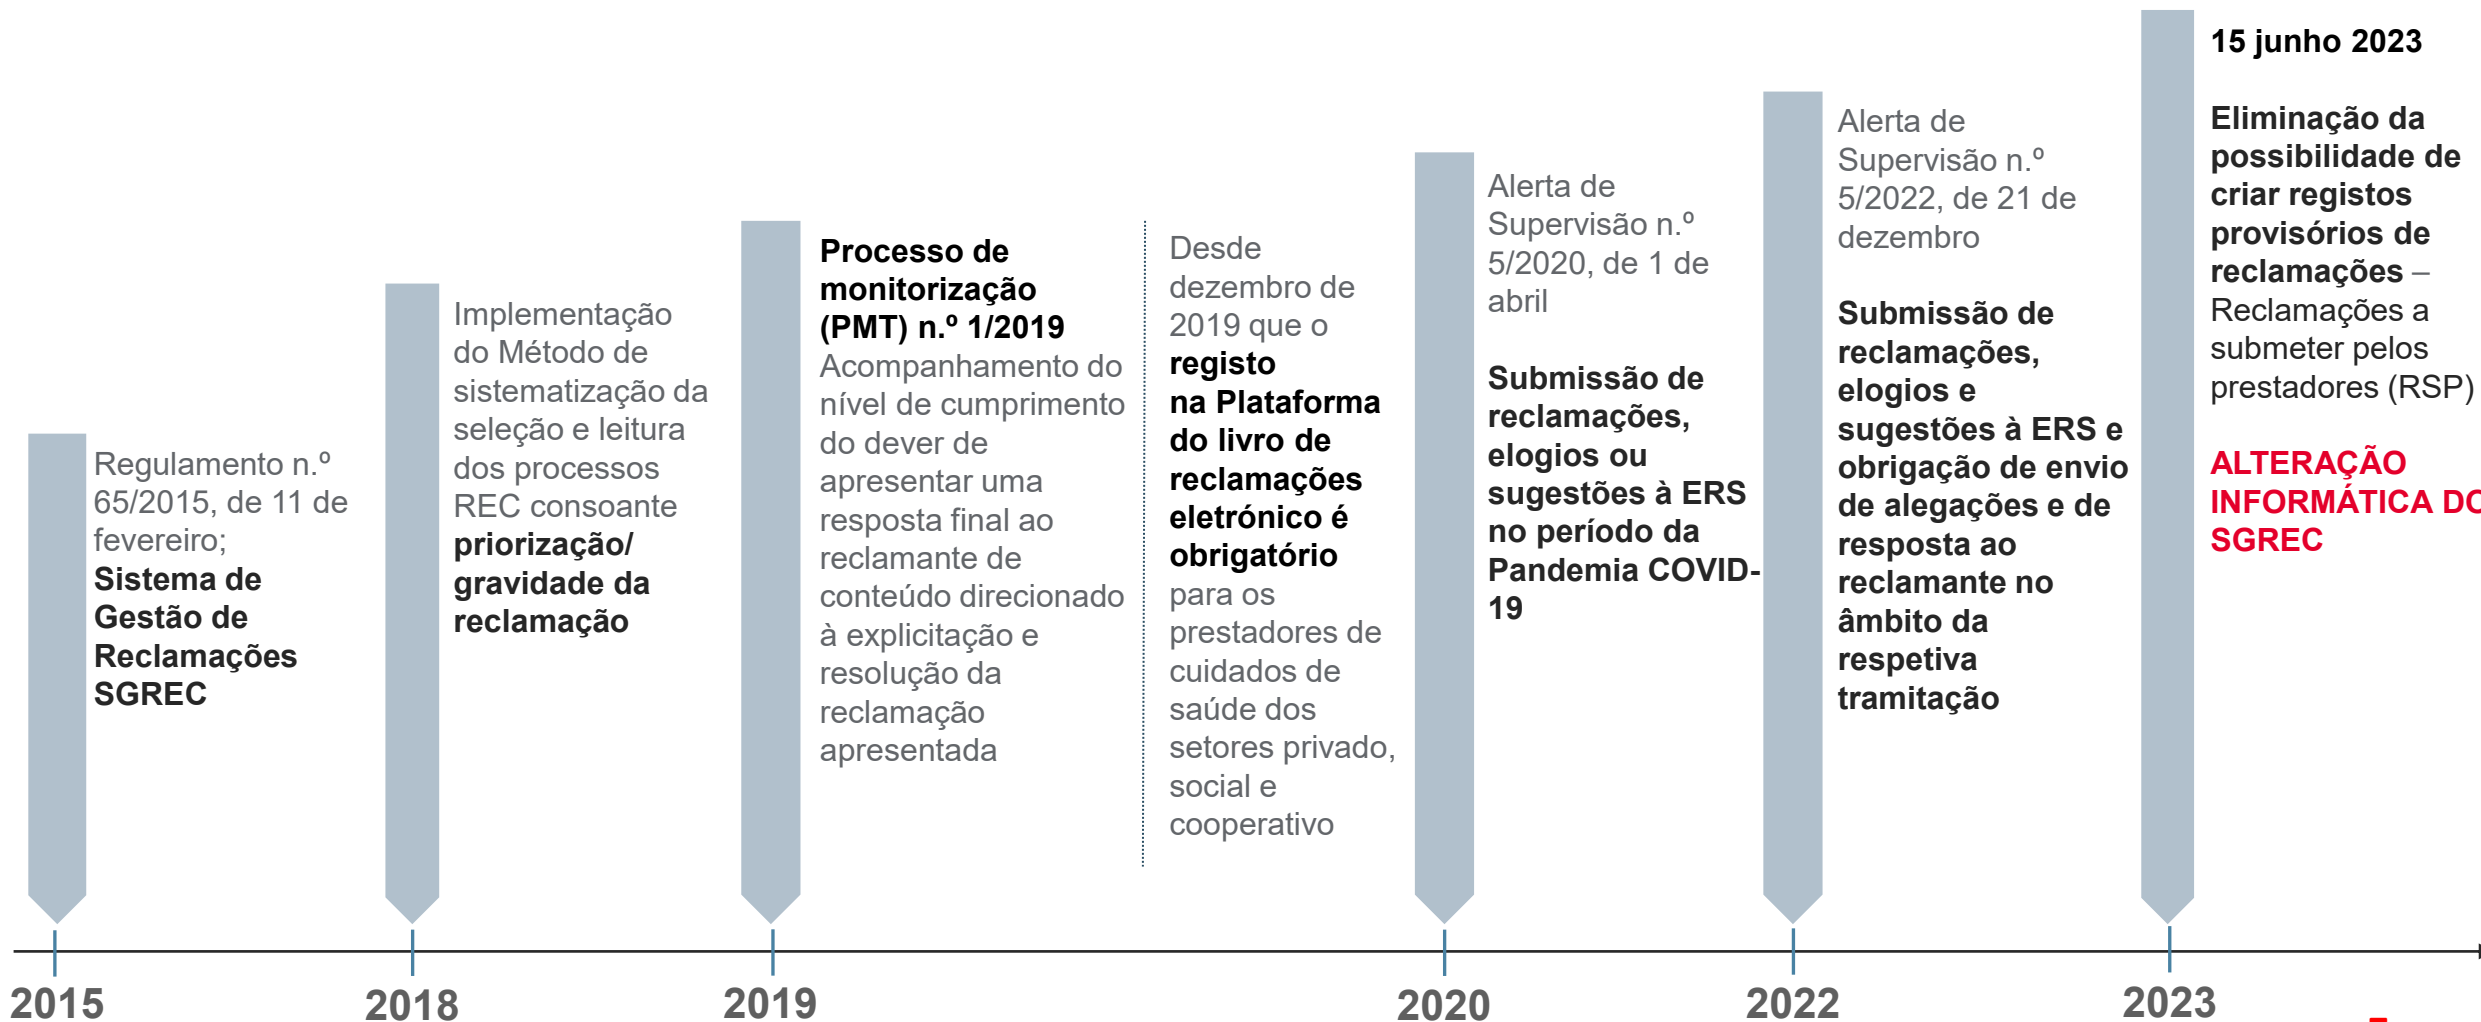 Regulamento n.º
65/2015, de 11 de
fevereiro;
Sistema de
Gestão de
Reclamações
SGREC
Implementação
do Método de
sistematização da
seleção e leitura
dos processos
REC consoante
priorização/
gravidade da
reclamação
Processo de
monitorização
(PMT) n.º 1/2019
Acompanhamento do
nível de cumprimento
do dever de
apresentar uma
resposta final ao
reclamante de
conteúdo direcionado
à explicitação e
resolução da
reclamação
apresentada
Desde
dezembro de
2019 que o
registo
na Plataforma
do livro de
reclamações
eletrónico é
obrigatório
para os
prestadores de
cuidados de
saúde dos
setores privado,
social e
cooperativo
Alerta de
Supervisão n.º
5/2020, de 1 de
abril
Submissão de
reclamações,
elogios ou
sugestões à ERS
no período da
Pandemia COVID-
19
Alerta de
Supervisão n.º
5/2022, de 21 de
dezembro
Submissão de
reclamações,
elogios e
sugestões à ERS e
obrigação de envio
de alegações e de
resposta ao
reclamante no
âmbito da
respetiva
tramitação
15 junho 2023
Eliminação da
possibilidade de
criar registos
provisórios de
reclamações –
Reclamações a
submeter pelos
prestadores (RSP)
ALTERAÇÃO
INFORMÁTICA DO
SGREC
2015
2018
2019
2020
2022
2023